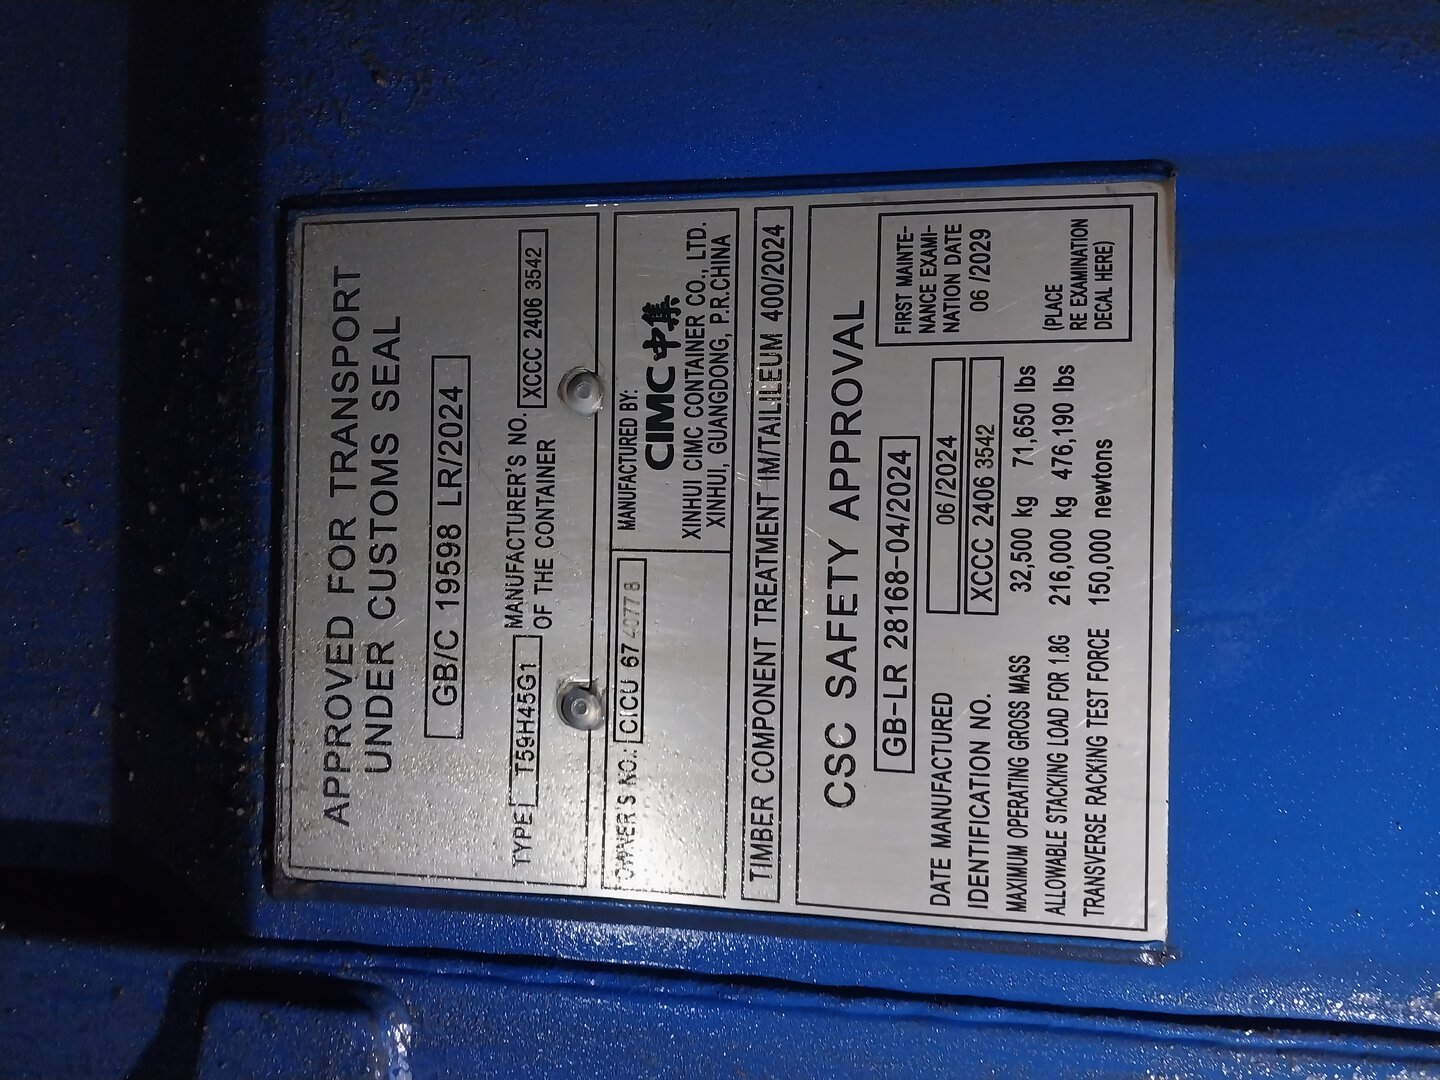 APPROVED FOR TRANSPORT
UNDER CUSTOMS SEAL
GB/C 19598 LR/2024
TYPE T59H45G1 MANUFACTURER'S NO. OF THE CONTAINER XCCC 2406 3542
OWNER'S NO.: CICU 67 4077 8
MANUFACTURED BY:
CIMC 中集
XINHUI CIMC CONTAINER CO., LTD.
XINHUI, GUANGDONG, P.R.CHINA
TIMBER COMPONENT TREATMENT IM/TAILILEUM 400/2024
CSC SAFETY APPROVAL
GB-LR 28168-04/2024
DATE MANUFACTURED 06/2024
IDENTIFICATION NO. XCCC 2406 3542
MAXIMUM OPERATING GROSS MASS 32,500 kg 71,650 lbs
ALLOWABLE STACKING LOAD FOR 1.8G 216,000 kg 476,190 lbs
TRANSVERSE RACKING TEST FORCE 150,000 newtons
FIRST MAINTE-
NANCE EXAMI-
NATION DATE
06 /2029
(PLACE
RE EXAMINATION
DECAL HERE)